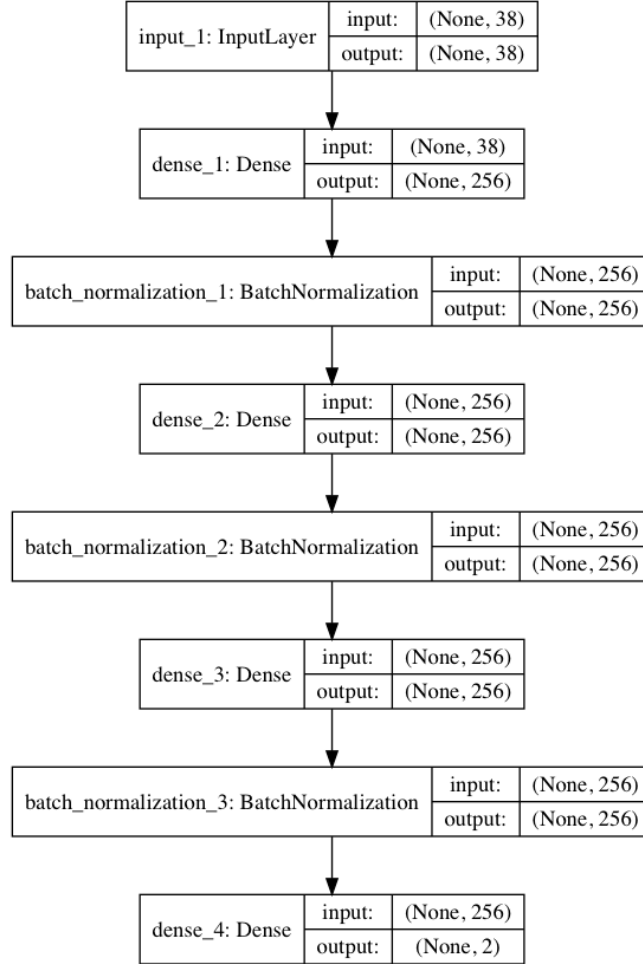 input_1: InputLayer
input: (None, 38)
output: (None, 38)
dense_1: Dense
input: (None, 38)
output: (None, 256)
batch_normalization_1: BatchNormalization
input: (None, 256)
output: (None, 256)
dense_2: Dense
input: (None, 256)
output: (None, 256)
batch_normalization_2: BatchNormalization
input: (None, 256)
output: (None, 256)
dense_3: Dense
input: (None, 256)
output: (None, 256)
batch_normalization_3: BatchNormalization
input: (None, 256)
output: (None, 256)
dense_4: Dense
input: (None, 256)
output: (None, 2)